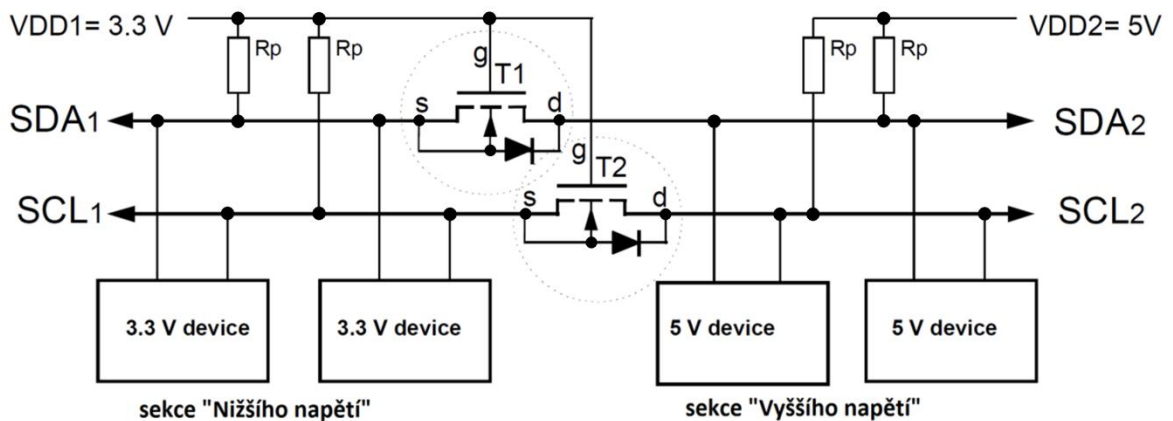 VDD1= 3.3 V
Rp
Rp
g
T1
Rp
Rp
VDD2= 5V
SDA1
s
d
SDA2
g
T2
SCL1
s
d
SCL2
3.3 V device
3.3 V device
5 V device
5 V device
sekce "Nižšího napětí"
sekce "Vyššího napětí"